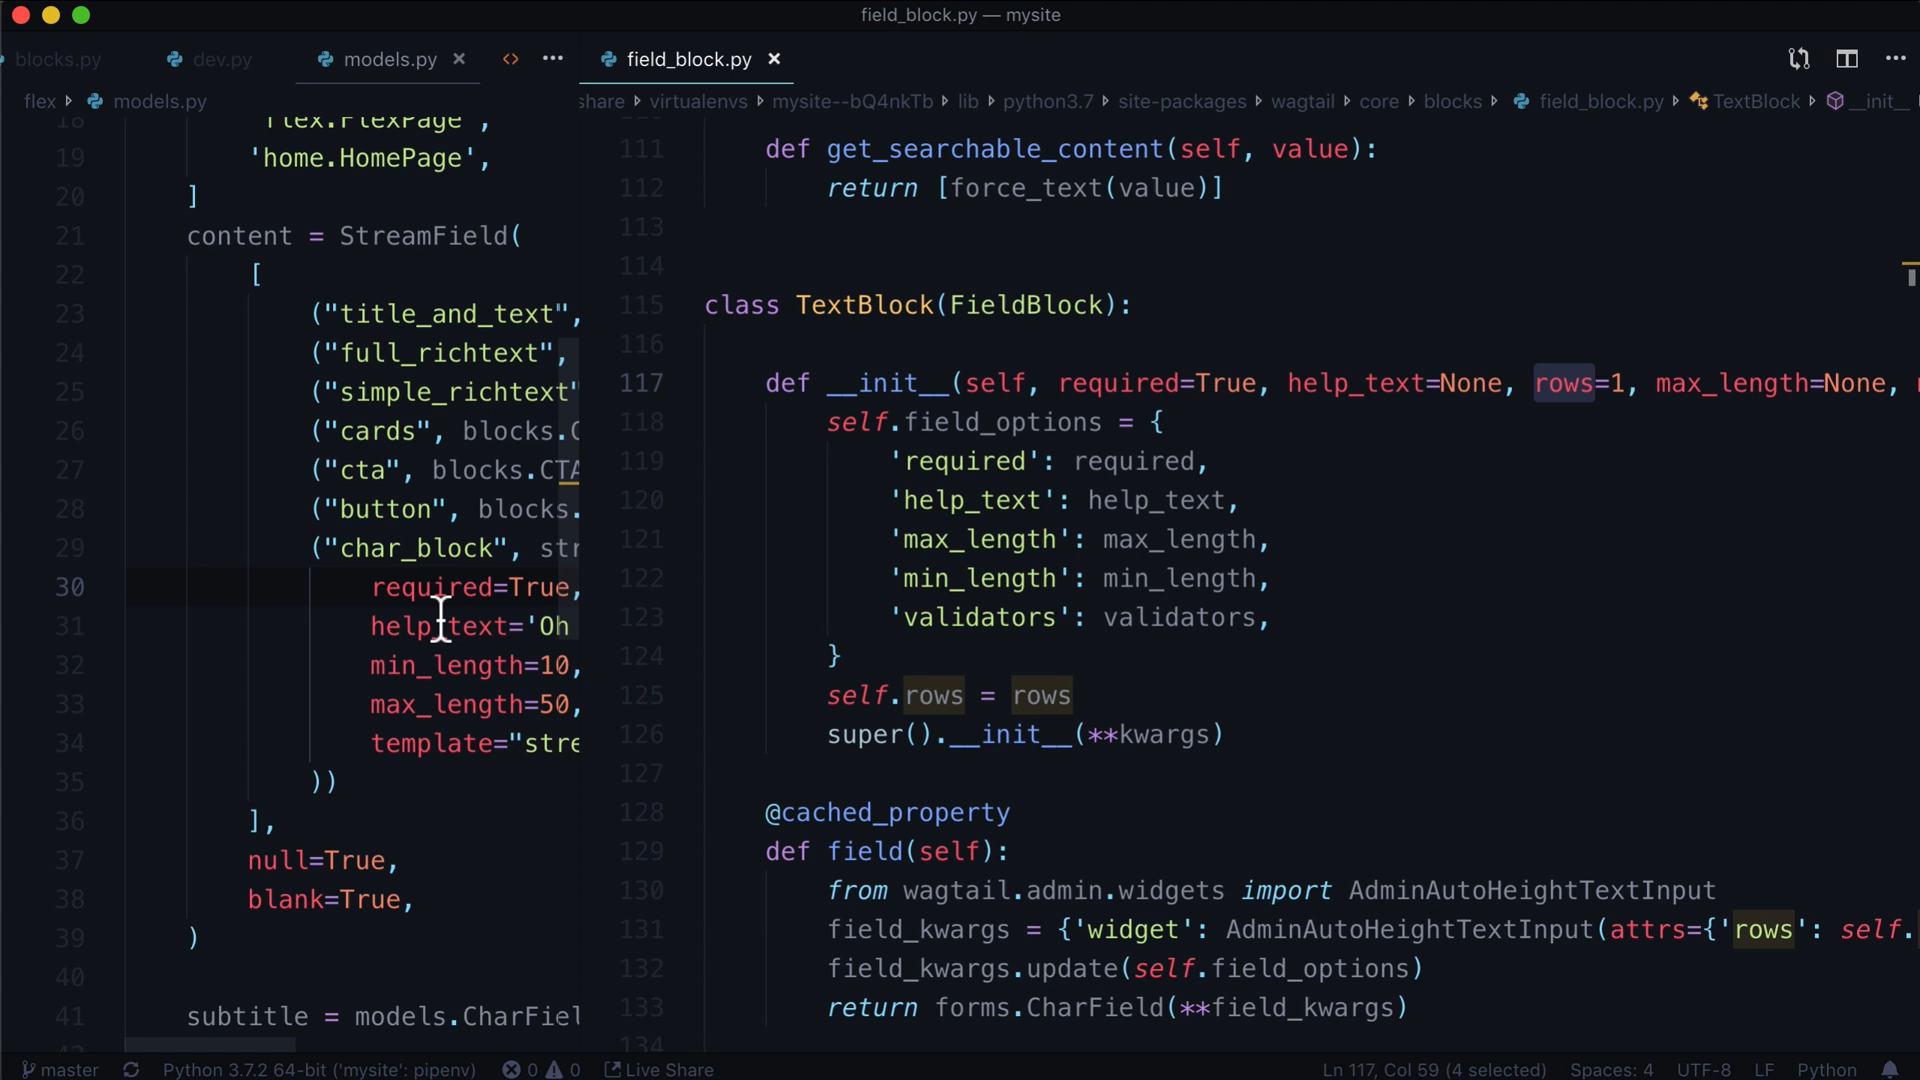 field_block.py — mysite
blocks.py dev.py models.py field_block.py
flex models.py
share virtualenvs mysite--bQ4nkTb lib python3.7 site-packages wagtail core blocks field_block.py TextBlock __init__
18 'flex.FlexPage',
19 'home.HomePage',
20 ]
21 content = StreamField(
22 [
23 ("title_and_text",
24 ("full_richtext",
25 ("simple_richtext"
26 ("cards", blocks.C
27 ("cta", blocks.CTA
28 ("button", blocks.
29 ("char_block", str
30 required=True,
31 help_text='Oh
32 min_length=10,
33 max_length=50,
34 template="stre
35 ))
36 ],
37 null=True,
38 blank=True,
39 )
40
41 subtitle = models.CharFiel
111 def get_searchable_content(self, value):
112 return [force_text(value)]
113
114
115 class TextBlock(FieldBlock):
116
117 def __init__(self, required=True, help_text=None, rows=1, max_length=None,
118 self.field_options = {
119 'required': required,
120 'help_text': help_text,
121 'max_length': max_length,
122 'min_length': min_length,
123 'validators': validators,
124 }
125 self.rows = rows
126 super().__init__(**kwargs)
127
128 @cached_property
129 def field(self):
130 from wagtail.admin.widgets import AdminAutoHeightTextInput
131 field_kwargs = {'widget': AdminAutoHeightTextInput(attrs={'rows': self.
132 field_kwargs.update(self.field_options)
133 return forms.CharField(**field_kwargs)
134
master Python 3.7.2 64-bit ('mysite': pipenv) 0 0 Live Share Ln 117, Col 59 (4 selected) Spaces: 4 UTF-8 LF Python